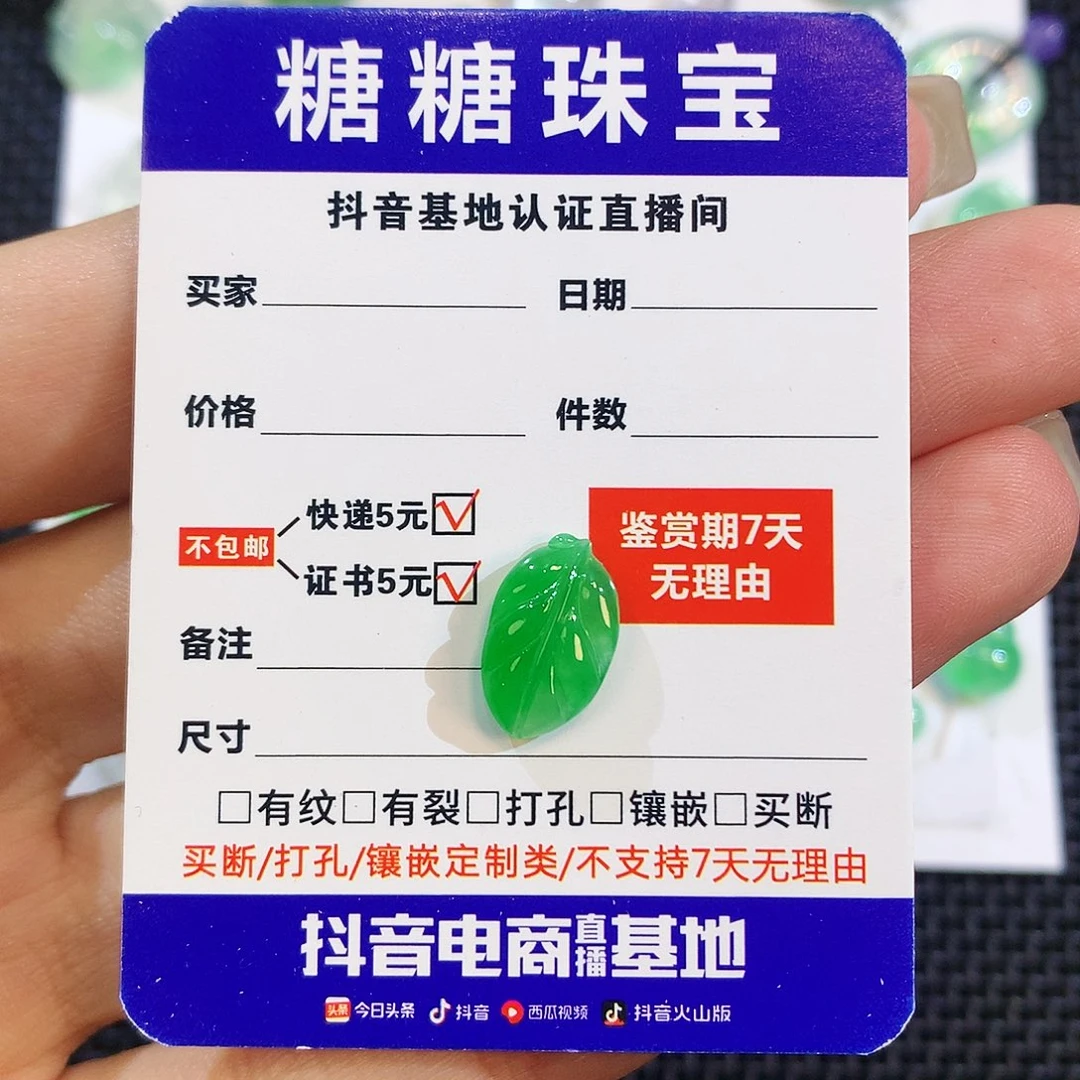 糖糖珠宝
抖音基地认证直播间
买家 日期
价格 件数
快递5元
不包邮
证书5元
鉴赏期7天
无理由
备注
尺寸
□有纹□有裂□打孔□镶嵌□买断
买断/打孔/镶嵌定制类/不支持7天无理由
抖音电商直播基地
头条 今日头条 抖音 西瓜视频 抖音火山版